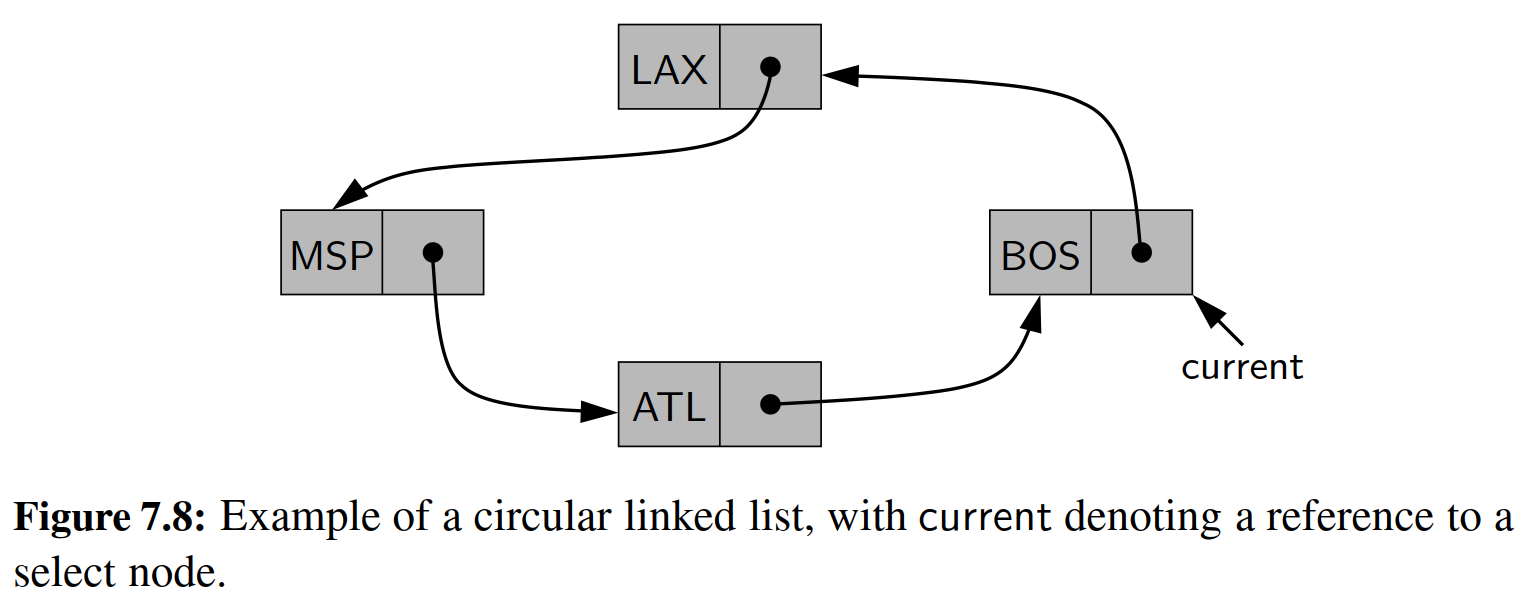 LAX
MSP
BOS
current
ATL
Figure 7.8: Example of a circular linked list, with current denoting a reference to a
select node.